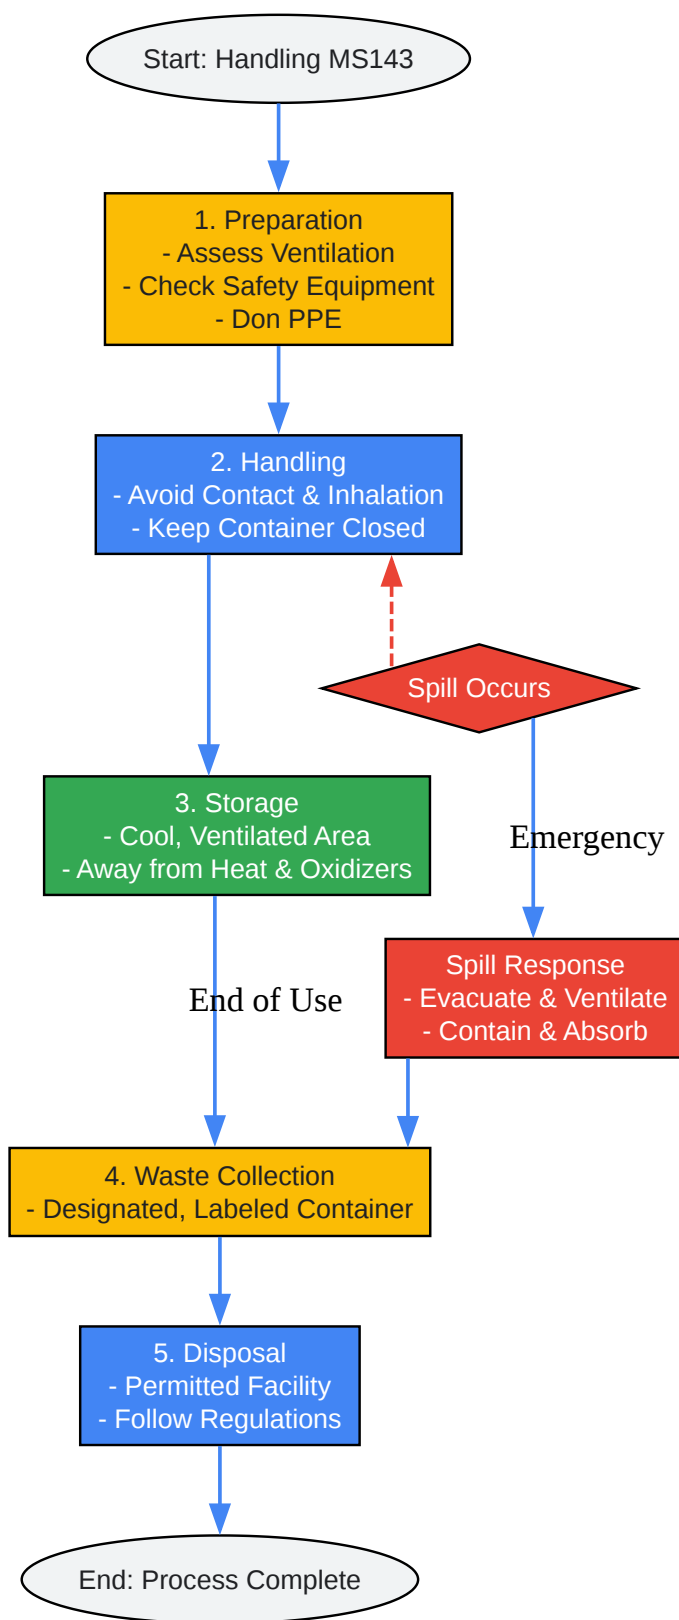 Start: Handling MS143
1. Preparation
- Assess Ventilation
- Check Safety Equipment
- Don PPE
2. Handling
- Avoid Contact & Inhalation
- Keep Container Closed
Spill Occurs
3. Storage
- Cool, Ventilated Area
- Away from Heat & Oxidizers
Emergency
Spill Response
- Evacuate & Ventilate
- Contain & Absorb
End of Use
4. Waste Collection
- Designated, Labeled Container
5. Disposal
- Permitted Facility
- Follow Regulations
End: Process Complete